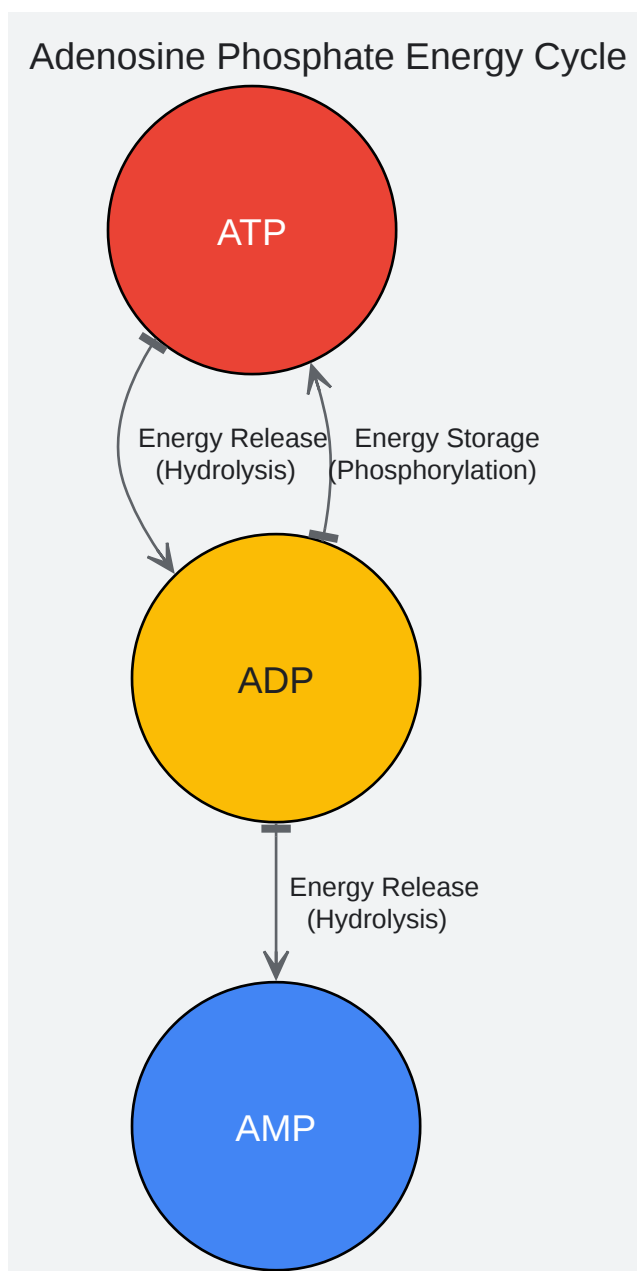 Adenosine Phosphate Energy Cycle
ATP
Energy Release
(Hydrolysis)
Energy Storage
(Phosphorylation)
ADP
Energy Release
(Hydrolysis)
AMP